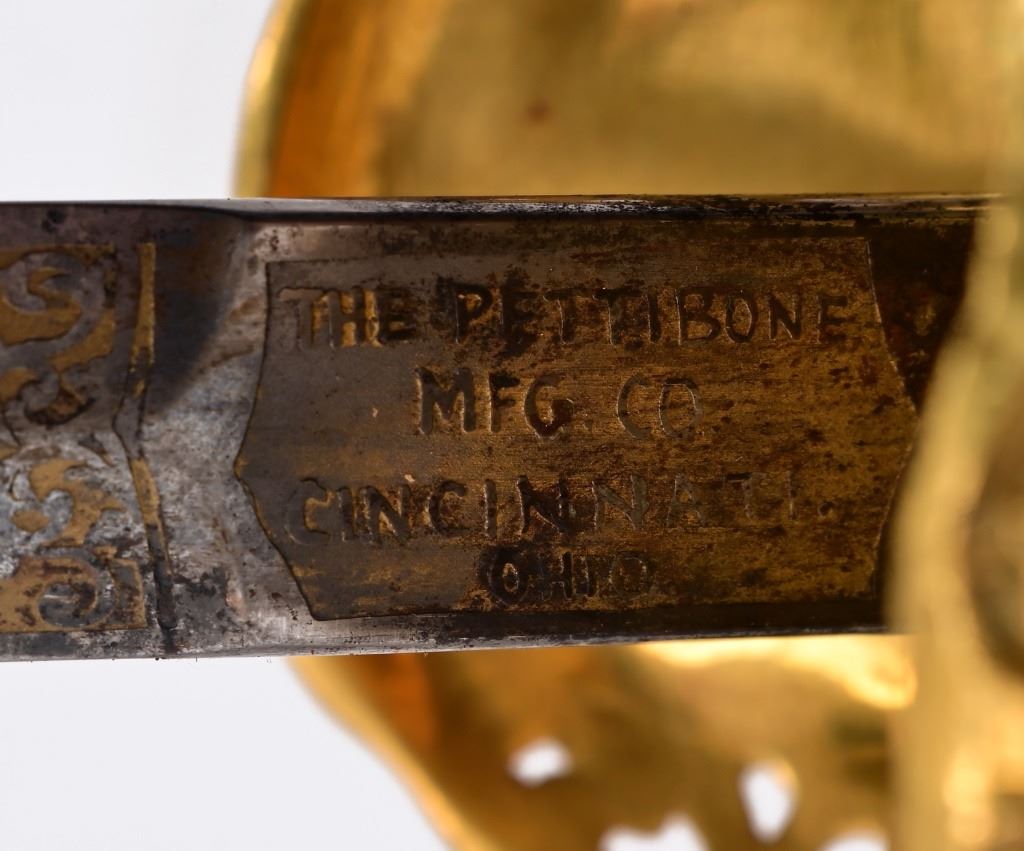 THE PETTIBONE
MFG. CO
CINCINNATI.
OHIO